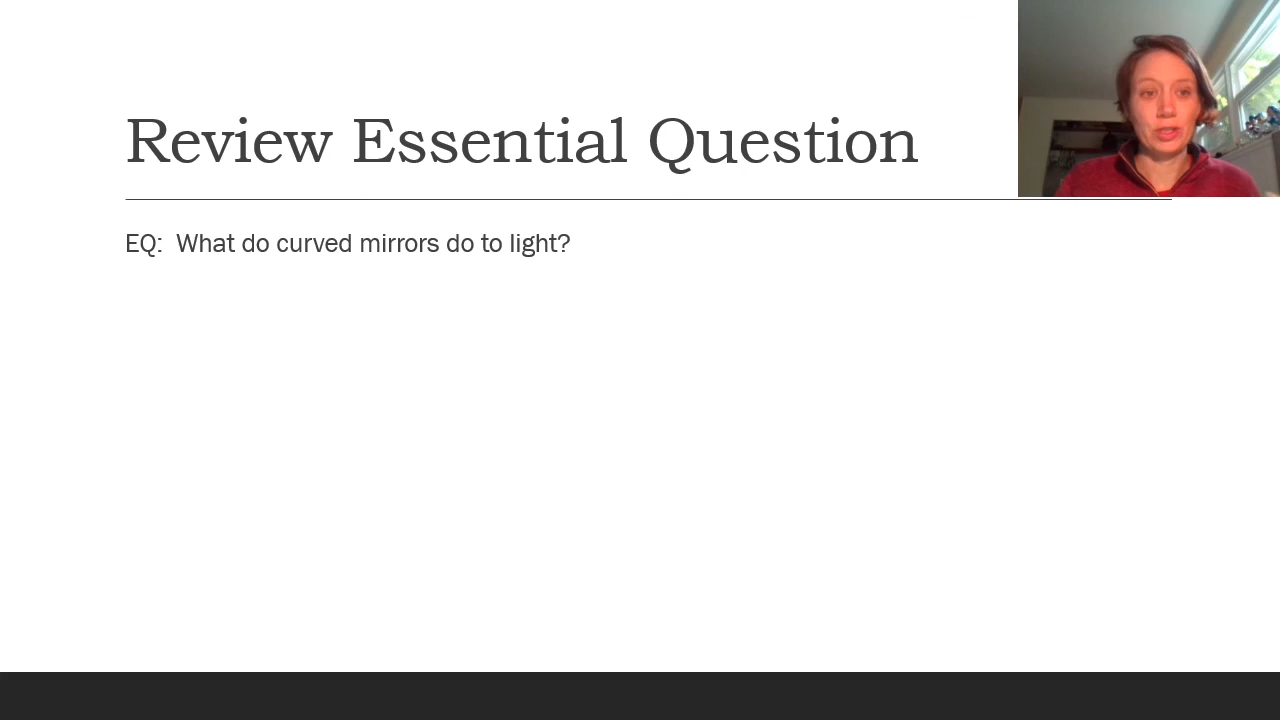 Review Essential Question
EQ:  What do curved mirrors do to light?